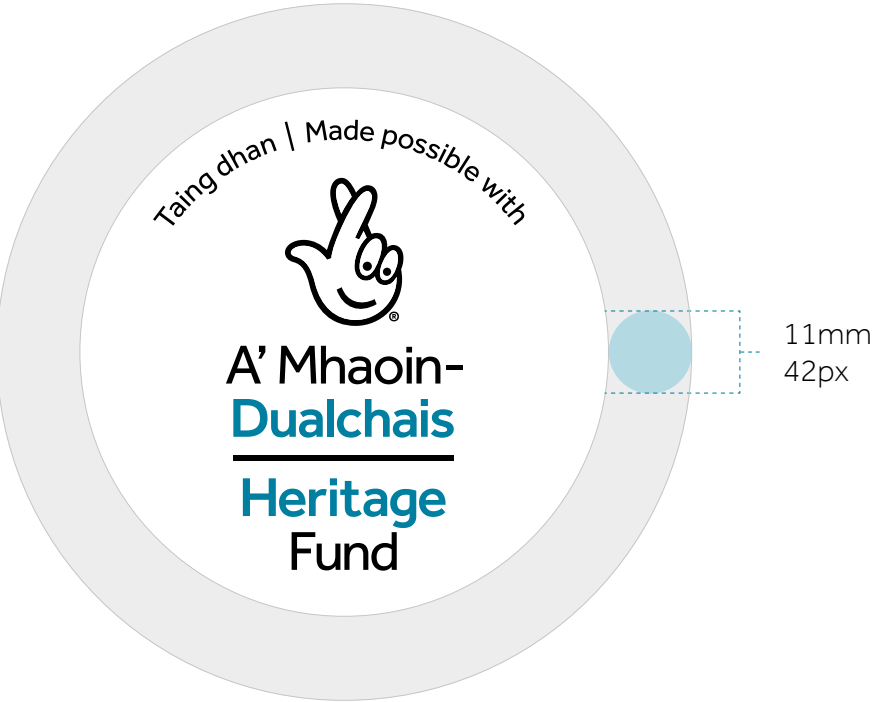 Taing dhan | Made possible with
®
A’ Mhaoin-
Dualchais
Heritage
Fund
11mm
42px